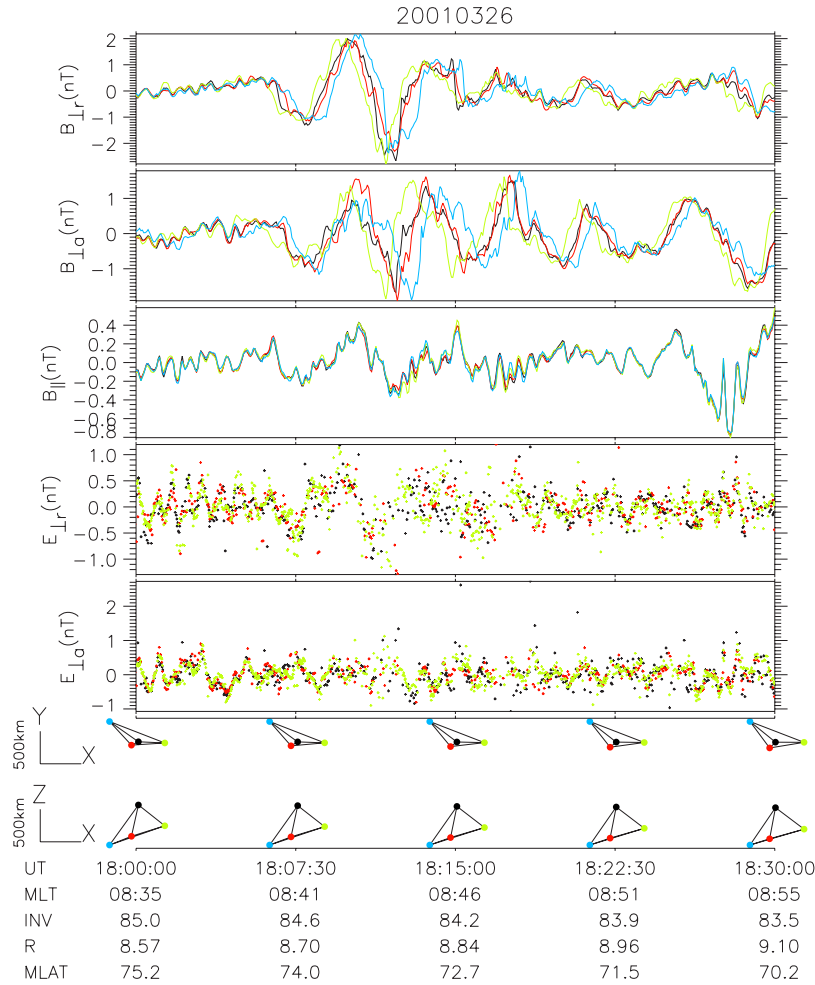 20010326
B⊥r(nT)
2
1
0
−1
−2
B⊥a(nT)
1
0
−1
B||(nT)
0.4
0.2
0.0
−0.2
−0.4
−0.6
−0.8
E⊥r(nT)
1.0
0.5
0.0
−0.5
−1.0
E⊥a(nT)
2
1
0
−1
500km Y X
500km Z X
UT 18:00:00 18:07:30 18:15:00 18:22:30 18:30:00
MLT 08:35 08:41 08:46 08:51 08:55
INV 85.0 84.6 84.2 83.9 83.5
R 8.57 8.70 8.84 8.96 9.10
MLAT 75.2 74.0 72.7 71.5 70.2